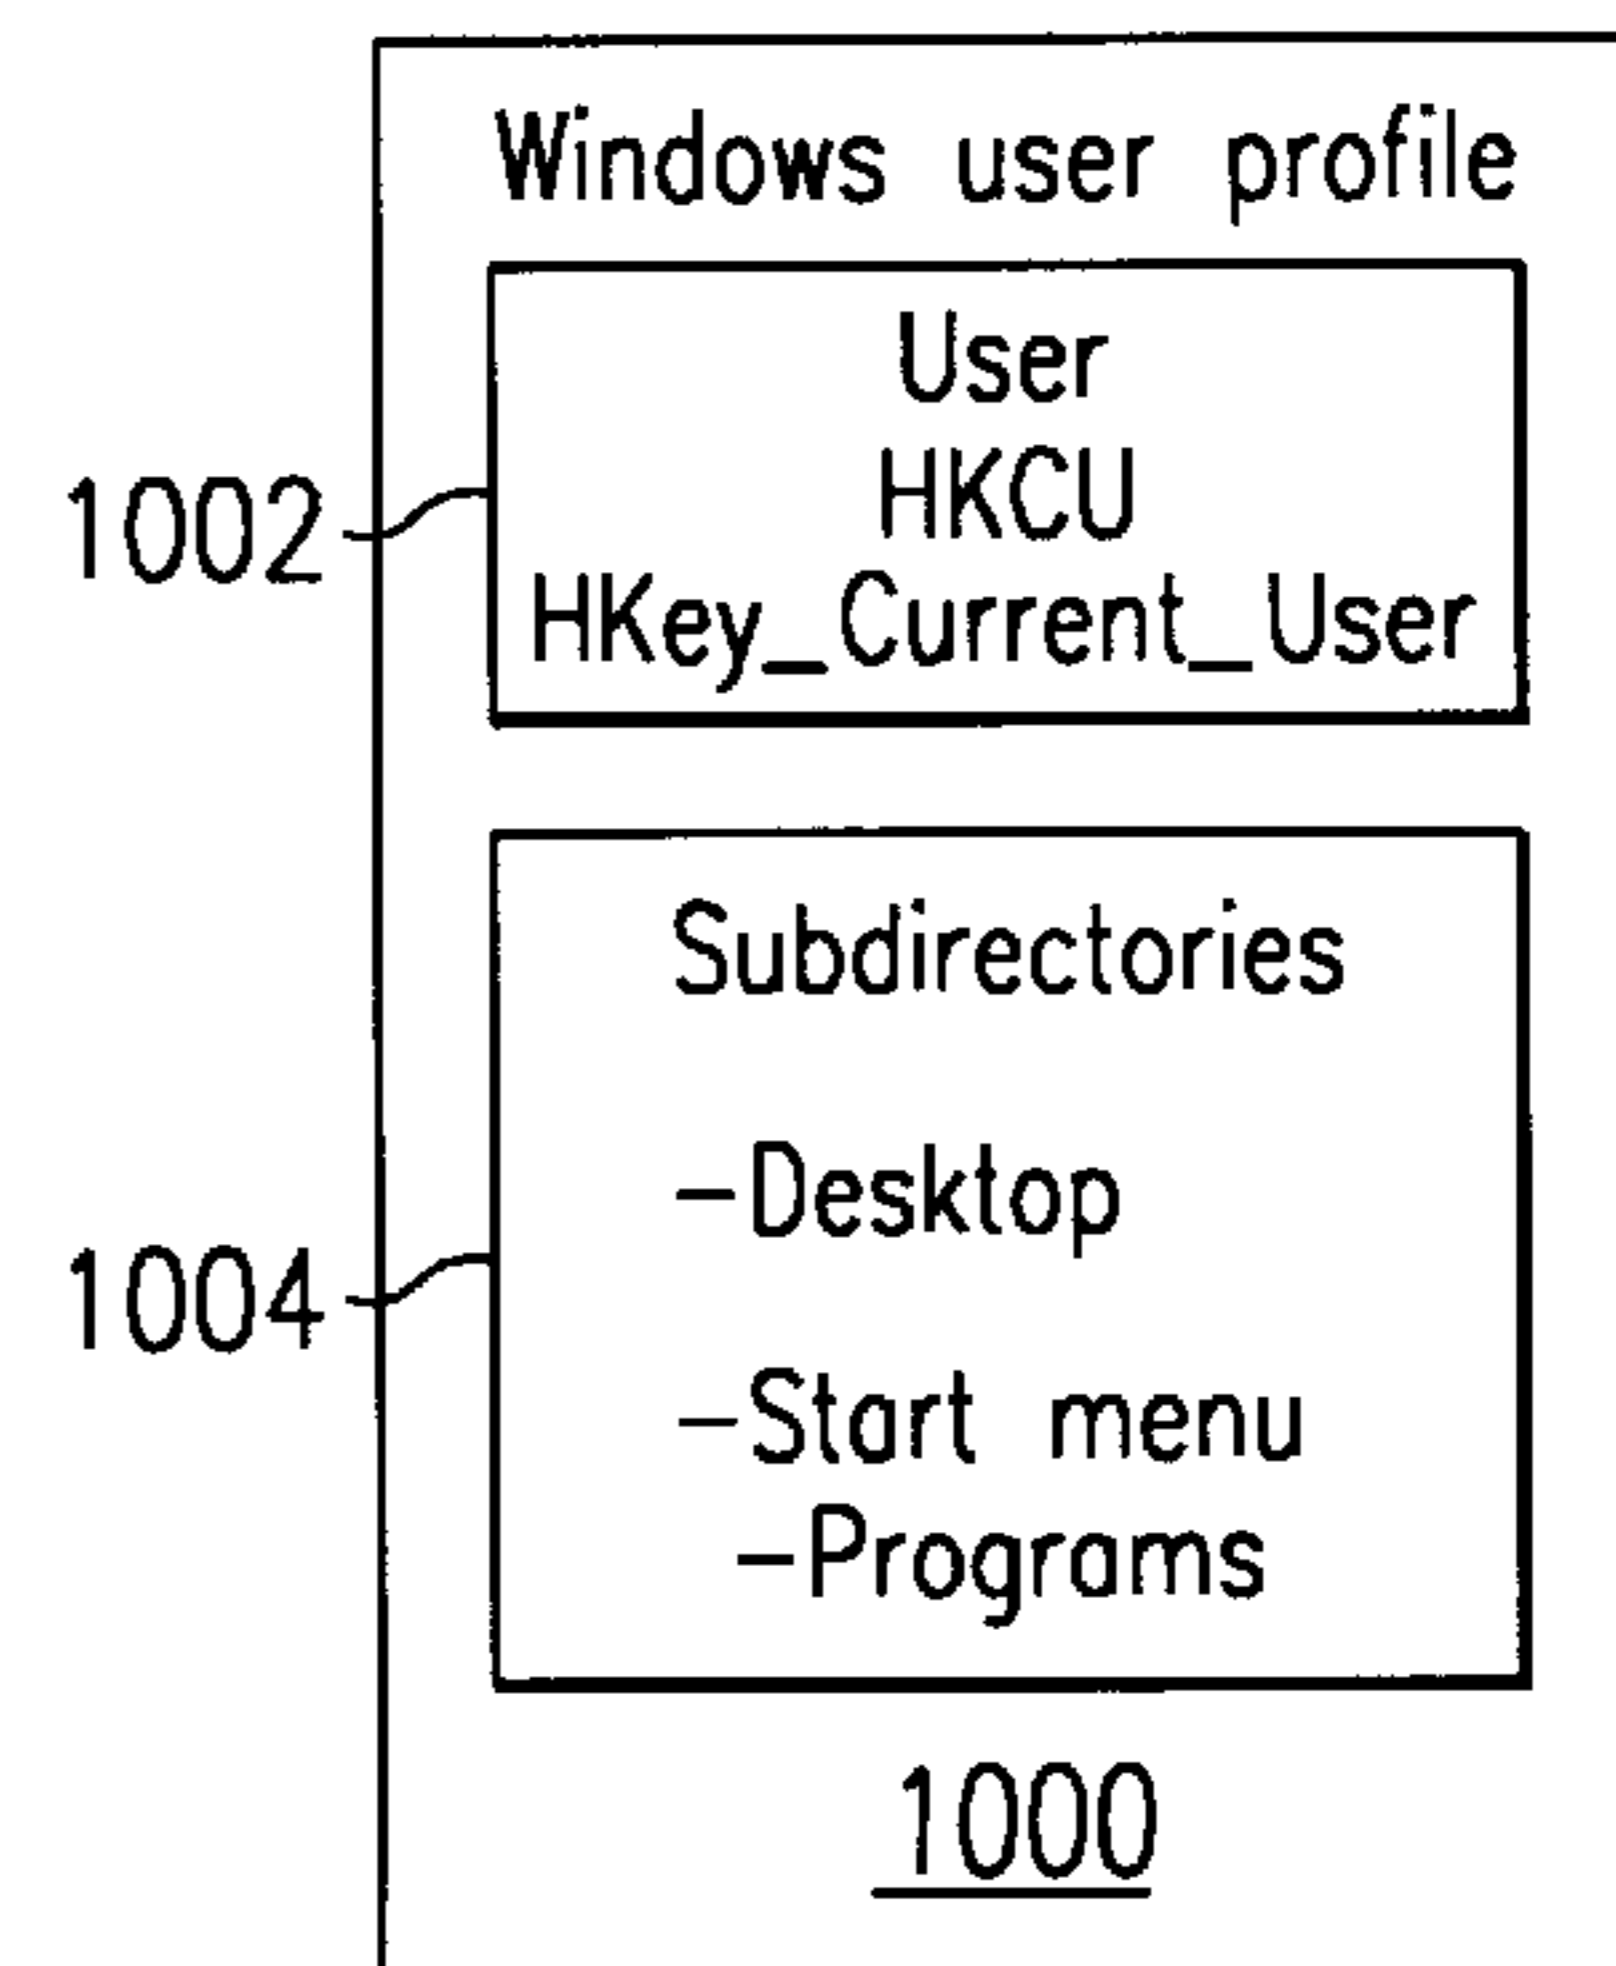 Windows user profile
User
HKCU
1002
HKey_Current_User
Subdirectories
-Desktop
1004
-Start menu
-Programs
1000